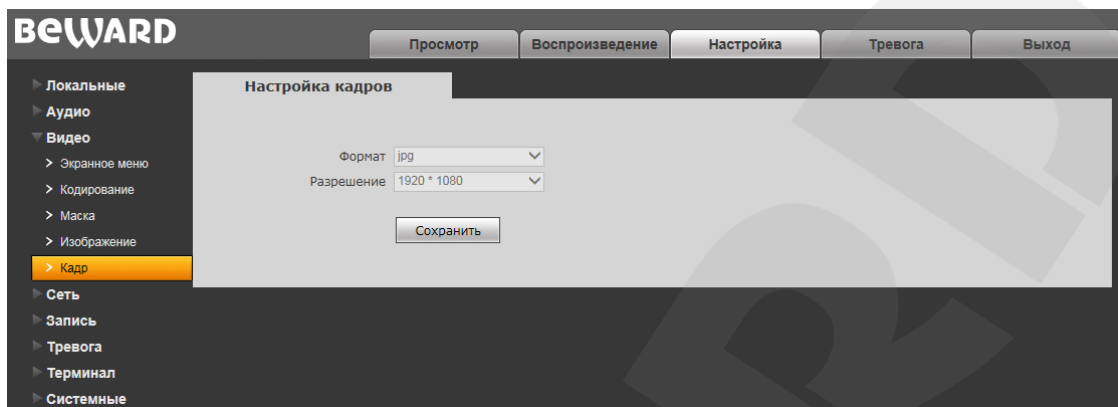 BEWARD
Просмотр Воспроизведение Настройка Тревога Выход
Локальные
Аудио
Видео
Экранное меню
Кодирование
Маска
Изображение
Кадр
Сеть
Запись
Тревога
Терминал
Системные
Настройка кадров
Формат jpg
Разрешение 1920 * 1080
Сохранить